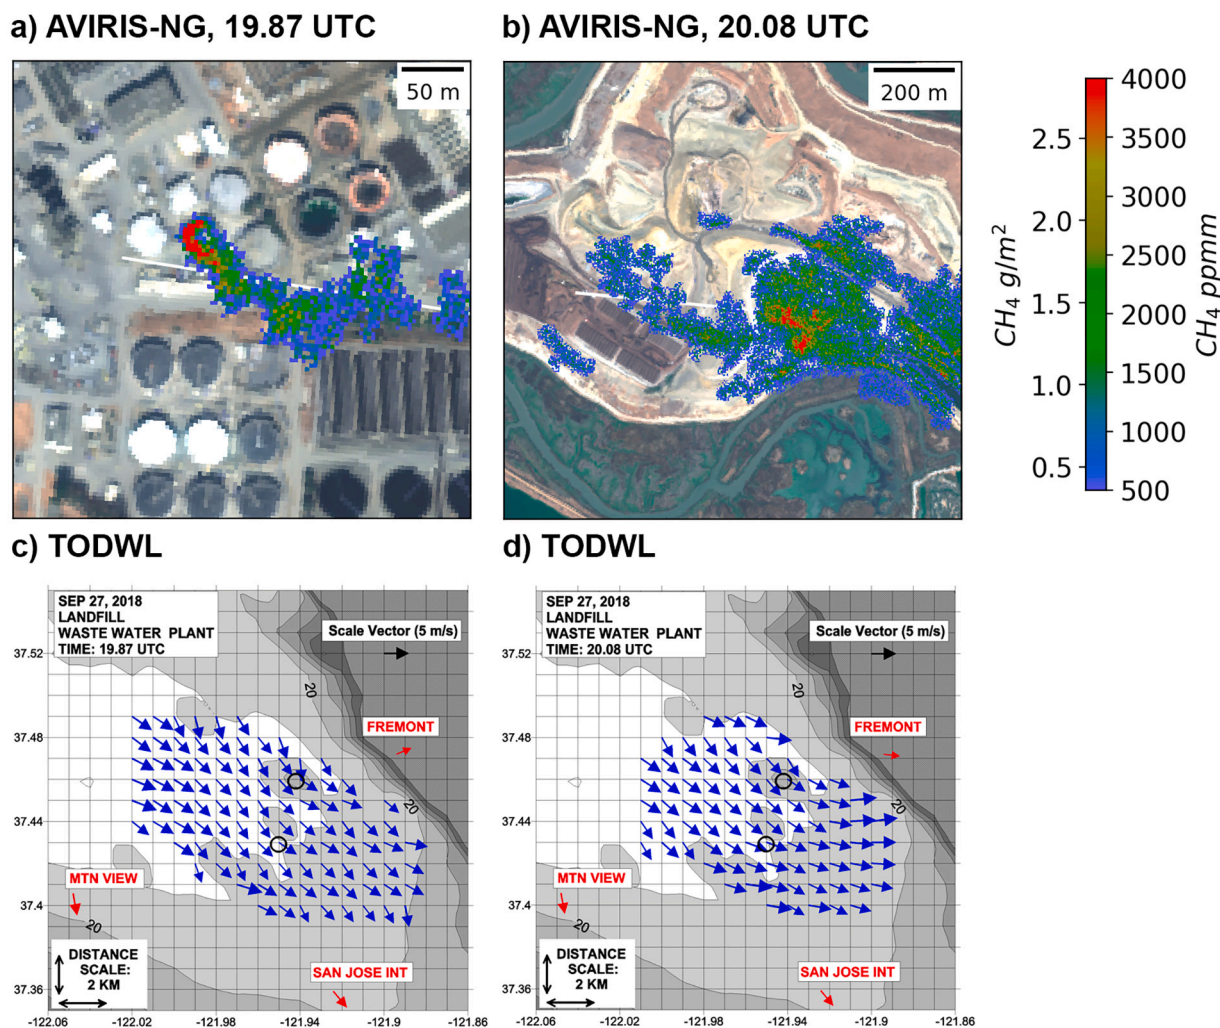 a) AVIRIS-NG, 19.87 UTC
b) AVIRIS-NG, 20.08 UTC
50 m
200 m
CH4 g/m2
2.5
2.0
1.5
1.0
0.5
4000
3500
3000
2500
2000
1500
1000
500
CH4 ppmm
c) TODWL
d) TODWL
SEP 27, 2018
LANDFILL
WASTE WATER PLANT
TIME: 19.87 UTC
Scale Vector (5 m/s)
20
FREMONT
20
MTN VIEW
20
DISTANCE
SCALE:
2 KM
SAN JOSE INT
37.52
37.48
37.44
37.4
37.36
-122.06
-122.02
-121.98
-121.94
-121.9
-121.86
SEP 27, 2018
LANDFILL
WASTE WATER PLANT
TIME: 20.08 UTC
Scale Vector (5 m/s)
20
FREMONT
20
MTN VIEW
20
DISTANCE
SCALE:
2 KM
SAN JOSE INT
37.52
37.48
37.44
37.4
37.36
-122.06
-122.02
-121.98
-121.94
-121.9
-121.86